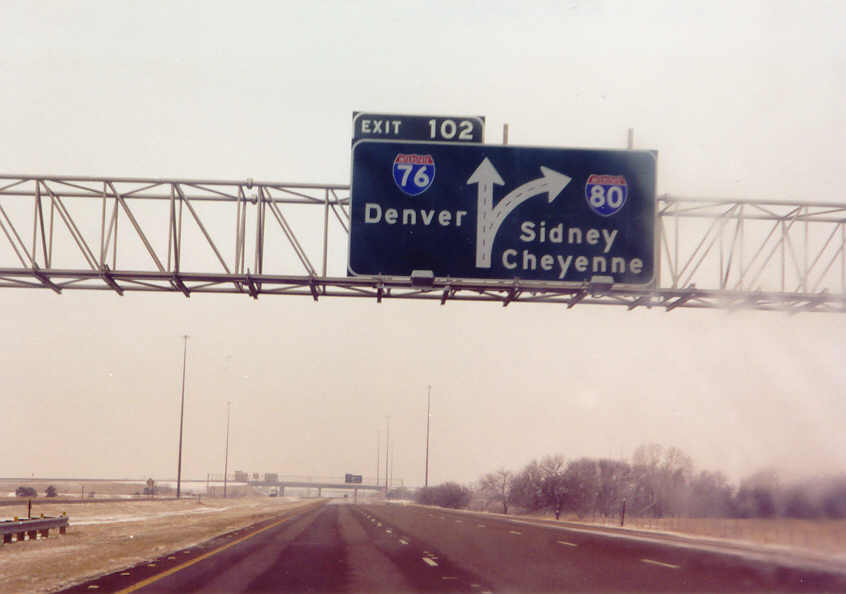 EXIT 102
INTERSTATE
76
Denver
INTERSTATE
80
Sidney
Cheyenne